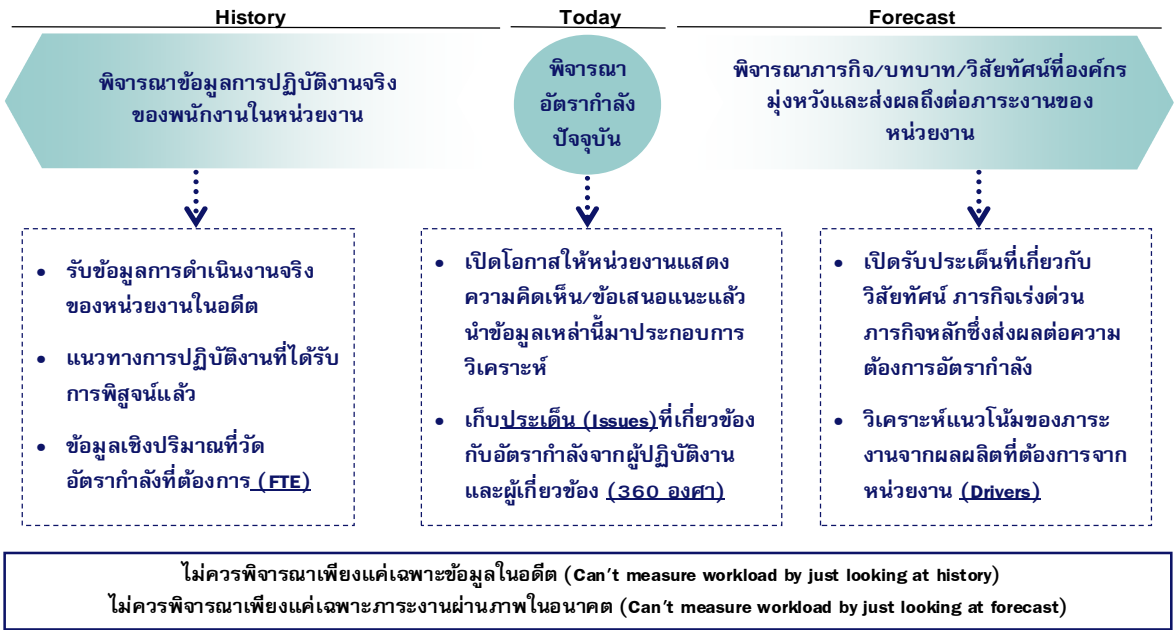 History
Today
Forecast
พิจารณาข้อมูลการปฏิบัติงานจริง
ของพนักงานในหน่วยงาน
พิจารณา
อัตรากำลัง
ปัจจุบัน
พิจารณาภารกิจ/บทบาท/วิสัยทัศน์ที่องค์กร
มุ่งหวังและส่งผลถึงต่อภาระงานของ
หน่วยงาน
• รับข้อมูลการดำเนินงานจริง
ของหน่วยงานในอดีต
• แนวทางการปฏิบัติงานที่ได้รับ
การพิสูจน์แล้ว
• ข้อมูลเชิงปริมาณที่วัด
อัตรากำลังที่ต้องการ (FTE)
• เปิดโอกาสให้หน่วยงานแสดง
ความคิดเห็น/ข้อเสนอแนะแล้ว
นำข้อมูลเหล่านี้มาประกอบการ
วิเคราะห์
• เก็บประเด็น (Issues)ที่เกี่ยวข้อง
กับอัตรากำลังจากผู้ปฏิบัติงาน
และผู้เกี่ยวข้อง (360 องศา)
• เปิดรับประเด็นที่เกี่ยวกับ
วิสัยทัศน์ ภารกิจเร่งด่วน
ภารกิจหลักซึ่งส่งผลต่อความ
ต้องการอัตรากำลัง
• วิเคราะห์แนวโน้มของภาระ
งานจากผลผลิตที่ต้องการจาก
หน่วยงาน (Drivers)
ไม่ควรพิจารณาเพียงแค่เฉพาะข้อมูลในอดีต (Can't measure workload by just looking at history)
ไม่ควรพิจารณาเพียงแค่เฉพาะภาระงานผ่านภาพในอนาคต (Can't measure workload by just looking at forecast)